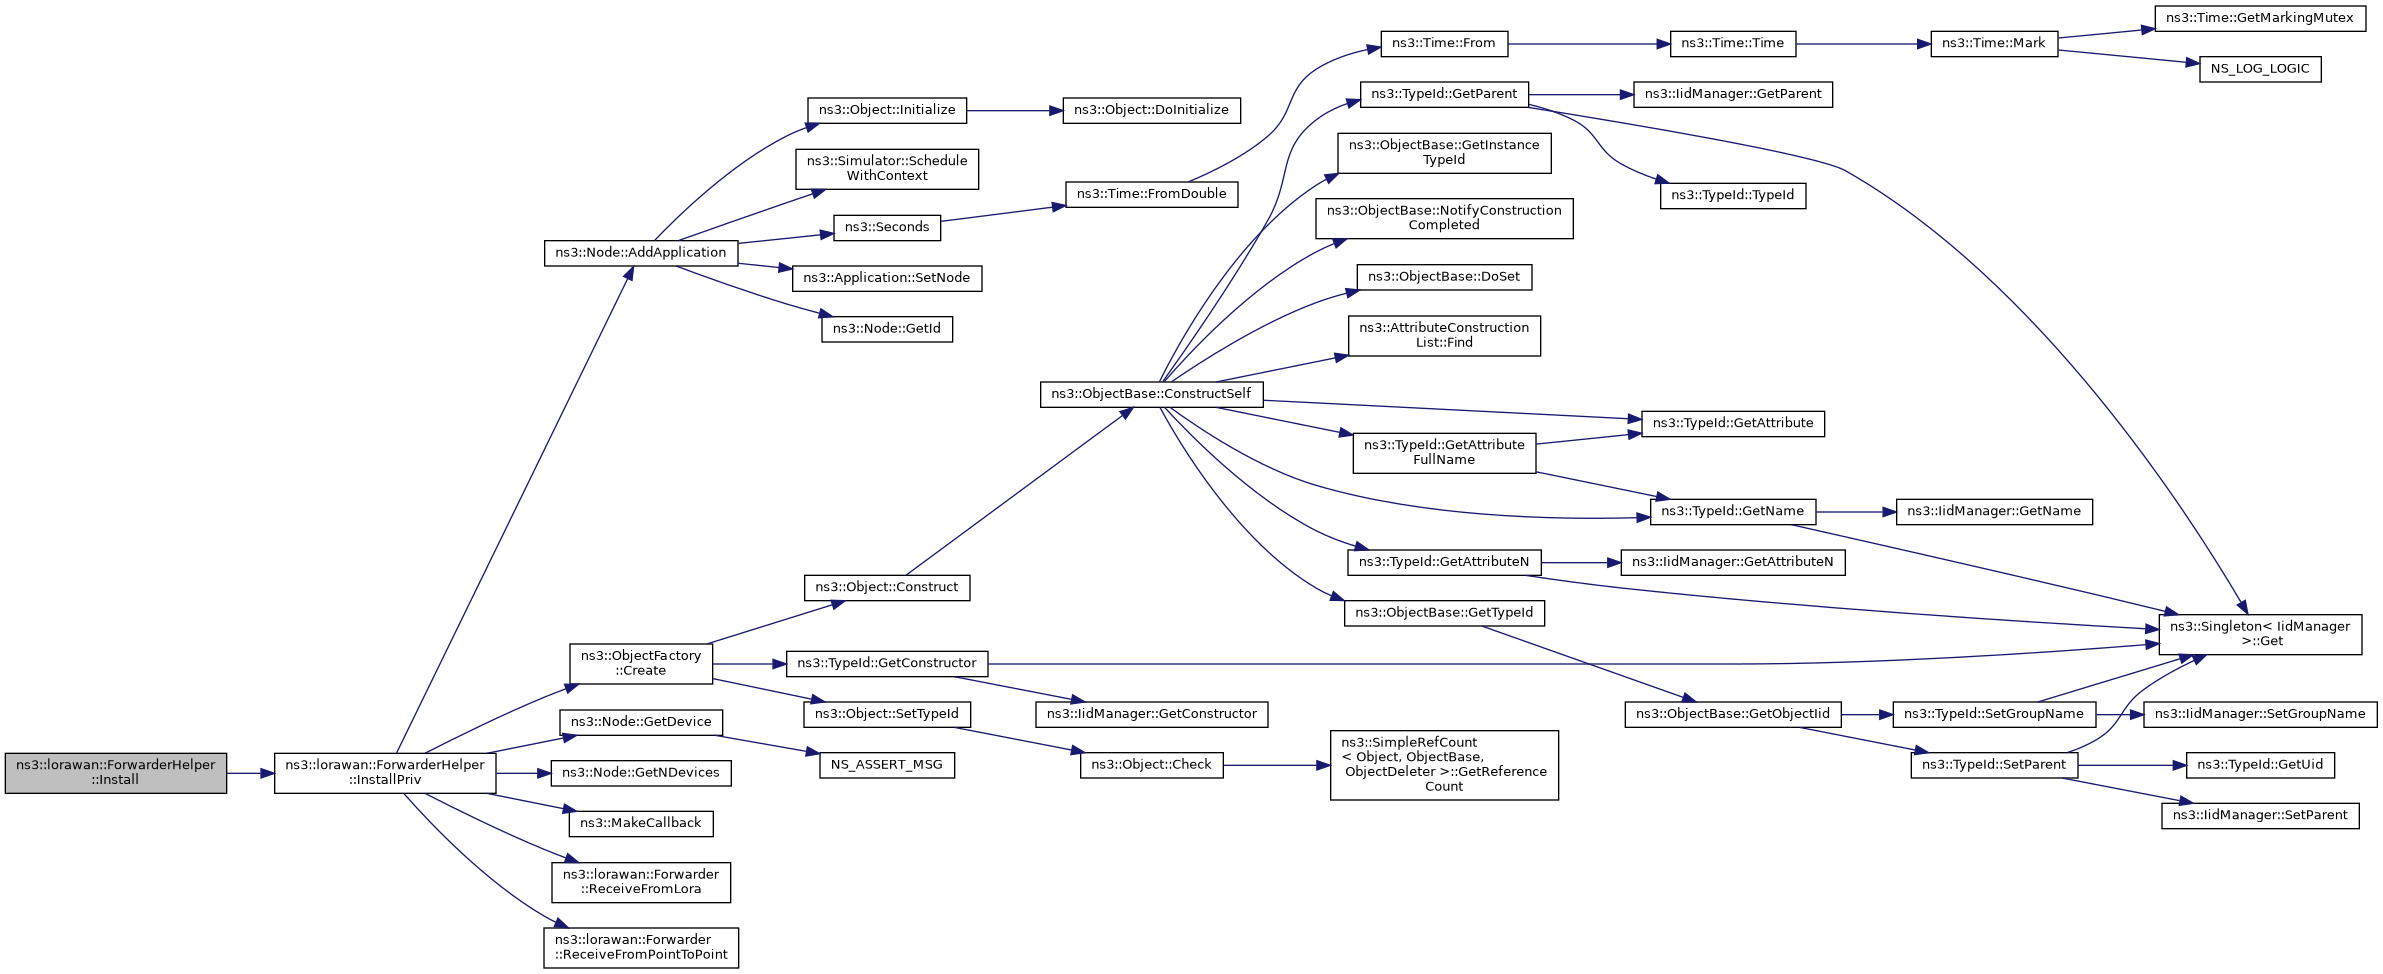 ns3::lorawan::ForwarderHelper
::Install
ns3::lorawan::ForwarderHelper
::InstallPriv
ns3::Node::AddApplication
ns3::ObjectFactory
::Create
ns3::Node::GetDevice
ns3::Node::GetNDevices
ns3::MakeCallback
ns3::lorawan::Forwarder
::ReceiveFromLora
ns3::lorawan::Forwarder
::ReceiveFromPointToPoint
ns3::Object::Initialize
ns3::Simulator::Schedule
WithContext
ns3::Seconds
ns3::Application::SetNode
ns3::Node::GetId
ns3::Object::Construct
ns3::TypeId::GetConstructor
ns3::Object::SetTypeId
NS_ASSERT_MSG
ns3::Object::DoInitialize
ns3::Time::FromDouble
ns3::ObjectBase::ConstructSelf
ns3::IidManager::GetConstructor
ns3::Object::Check
ns3::Time::From
ns3::TypeId::GetParent
ns3::ObjectBase::GetInstance
TypeId
ns3::ObjectBase::NotifyConstruction
Completed
ns3::ObjectBase::DoSet
ns3::AttributeConstruction
List::Find
ns3::TypeId::GetAttribute
FullName
ns3::TypeId::GetAttributeN
ns3::ObjectBase::GetTypeId
ns3::SimpleRefCount
< Object, ObjectBase,
ObjectDeleter >::GetReference
Count
ns3::Time::Time
ns3::IidManager::GetParent
ns3::TypeId::TypeId
ns3::TypeId::GetAttribute
ns3::TypeId::GetName
ns3::IidManager::GetAttributeN
ns3::ObjectBase::GetObjectIid
ns3::Time::Mark
ns3::IidManager::GetName
ns3::TypeId::SetGroupName
ns3::TypeId::SetParent
ns3::Time::GetMarkingMutex
NS_LOG_LOGIC
ns3::Singleton< IidManager
>::Get
ns3::IidManager::SetGroupName
ns3::TypeId::GetUid
ns3::IidManager::SetParent